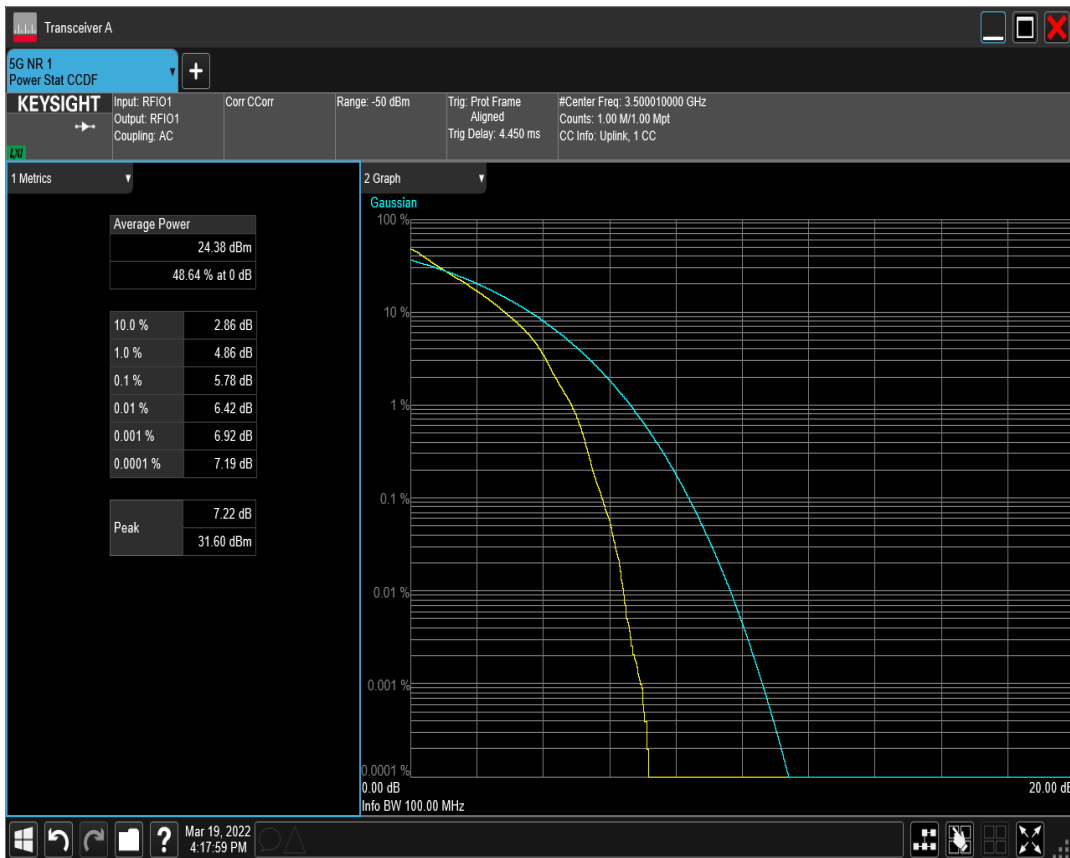 Transceiver A
5G NR 1
Power Stat CCDF
KEYSIGHT
LXI
Input: RFIO1
Output: RFIO1
Coupling: AC
Corr CCorr
Range: -50 dBm
Trig: Prot Frame
Aligned
Trig Delay: 4.450 ms
#Center Freq: 3.500010000 GHz
Counts: 1.00 M/1.00 Mpt
CC Info: Uplink, 1 CC
1 Metrics
Average Power
24.38 dBm
48.64 % at 0 dB
10.0 % 2.86 dB
1.0 % 4.86 dB
0.1 % 5.78 dB
0.01 % 6.42 dB
0.001 % 6.92 dB
0.0001 % 7.19 dB
Peak
7.22 dB
31.60 dBm
2 Graph
Gaussian
100 %
10 %
1 %
0.1 %
0.01 %
0.001 %
0.0001 %
0.00 dB 20.00 dB
Info BW 100.00 MHz
Mar 19, 2022
4:17:59 PM